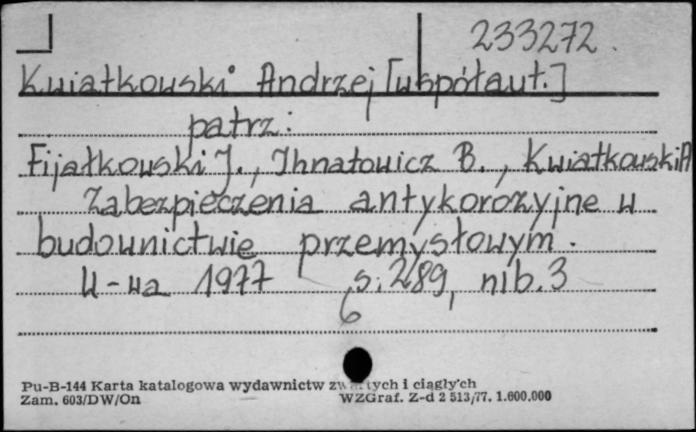 233272.
Kwiatkowski Andrzej [współaut.]
patrz:
Fijałkowski J., Ihnatowicz B., Kwiatkowski A
Zabezpieczenia antykorozyjne w
budownictwie przemysłowym.
W-wa 1977 s. 289, nlb. 3
6
Pu-B-144 Karta katalogowa wydawnictw zwartych i ciągłych
Zam. 603/DW/On WZGraf. Z-d 2 513/77. 1.600.000